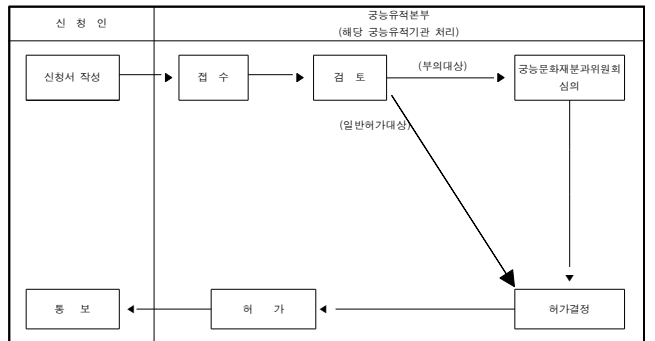 신 청 인
궁능유적본부
(해당 궁능유적기관 처리)
신청서 작성
접 수
검 토
(부의대상)
궁능문화재분과위원회
심의
(일반허가대상)
통 보
허 가
허가결정